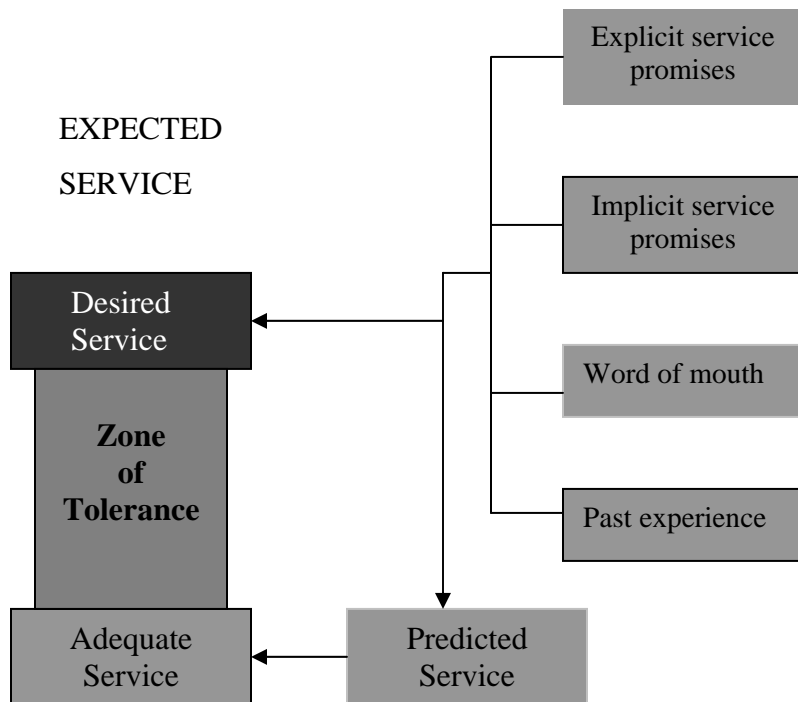 Explicit service
promises
EXPECTED
SERVICE
Implicit service
promises
Desired
Service
Word of mouth
Zone
of
Tolerance
Past experience
Adequate
Service
Predicted
Service